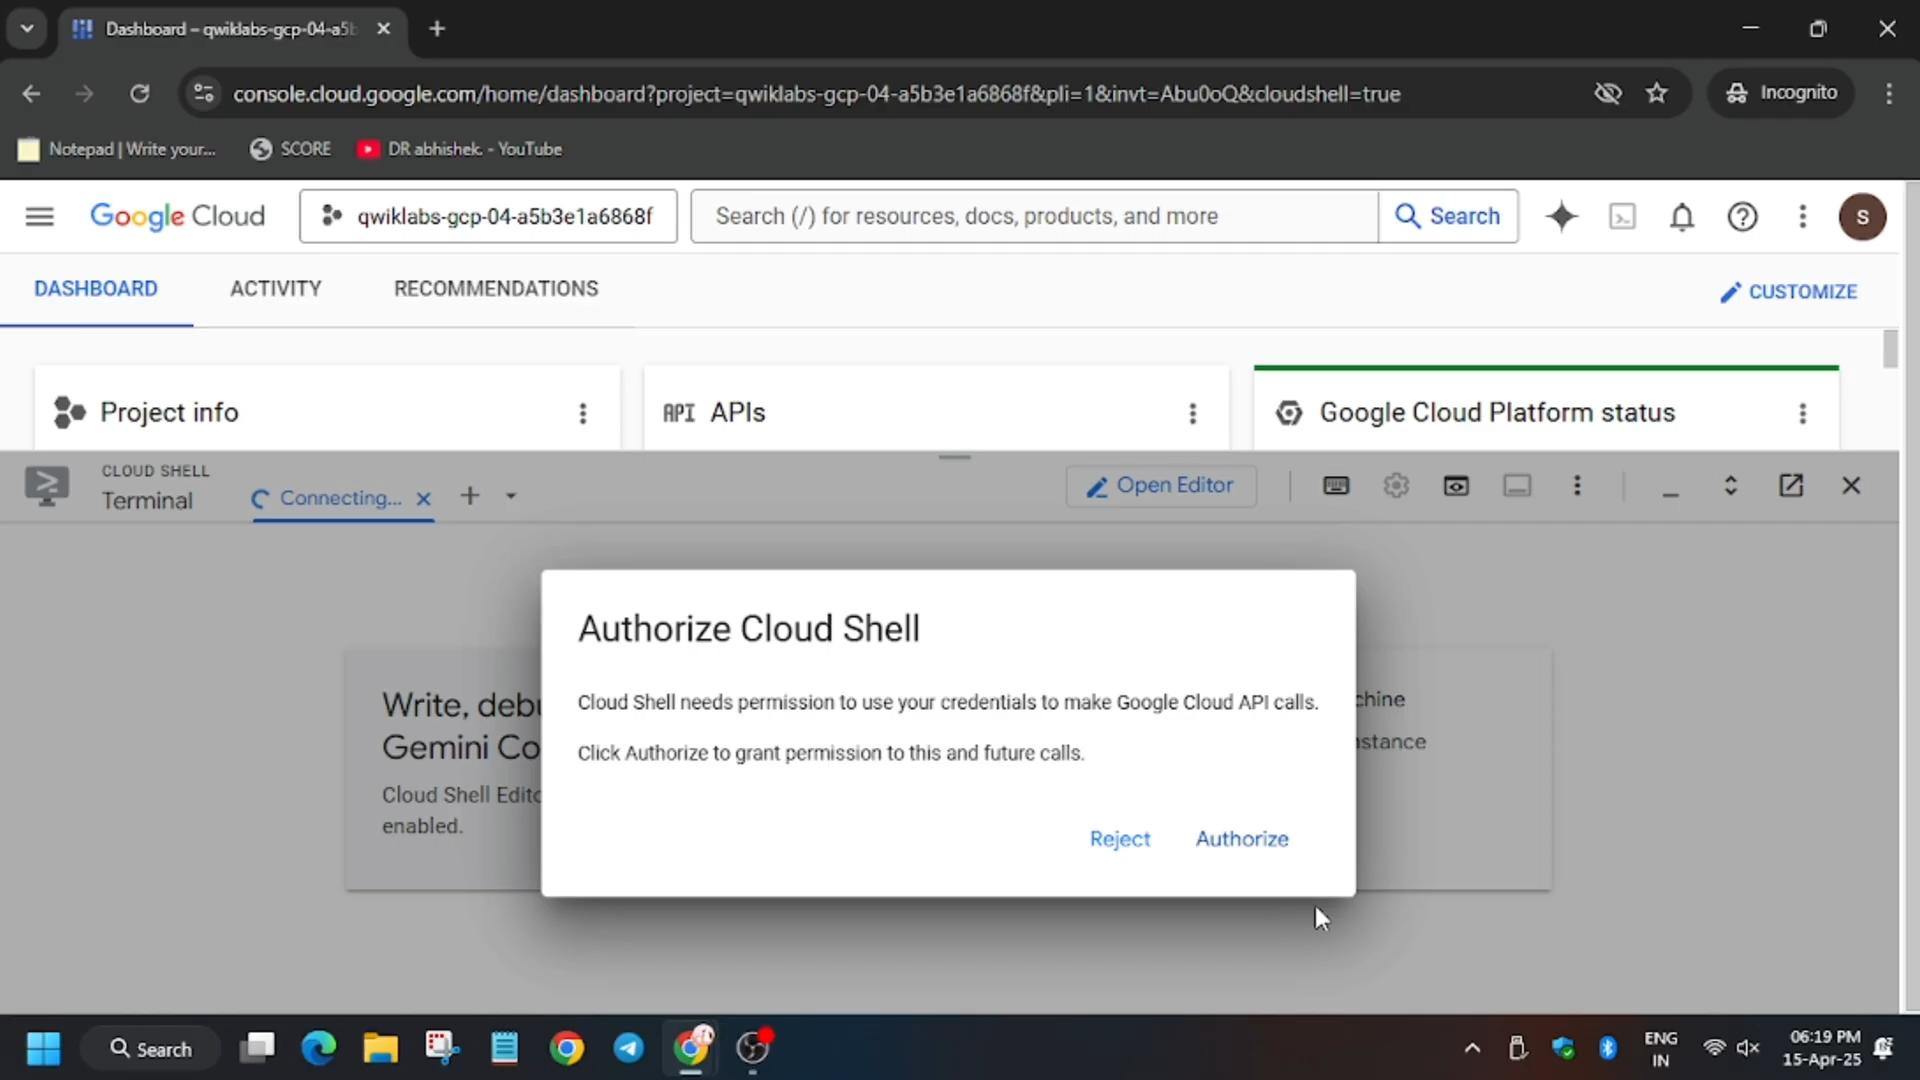 Dashboard – qwiklabs-gcp-04-a5b
console.cloud.google.com/home/dashboard?project=qwiklabs-gcp-04-a5b3e1a6868f&pli=1&invt=Abu0oQ&cloudshell=true
Incognito
Notepad | Write your...
SCORE
DR abhishek. - YouTube
Google Cloud
qwiklabs-gcp-04-a5b3e1a6868f
Search (/) for resources, docs, products, and more
Search
S
DASHBOARD
ACTIVITY
RECOMMENDATIONS
CUSTOMIZE
Project info
API APIs
Google Cloud Platform status
CLOUD SHELL
Terminal
Connecting...
Open Editor
Authorize Cloud Shell
Cloud Shell needs permission to use your credentials to make Google Cloud API calls.
Click Authorize to grant permission to this and future calls.
Reject
Authorize
Write, debu
Gemini Co
Cloud Shell Edito
enabled.
chine
stance
Search
ENG
IN
06:19 PM
15-Apr-25